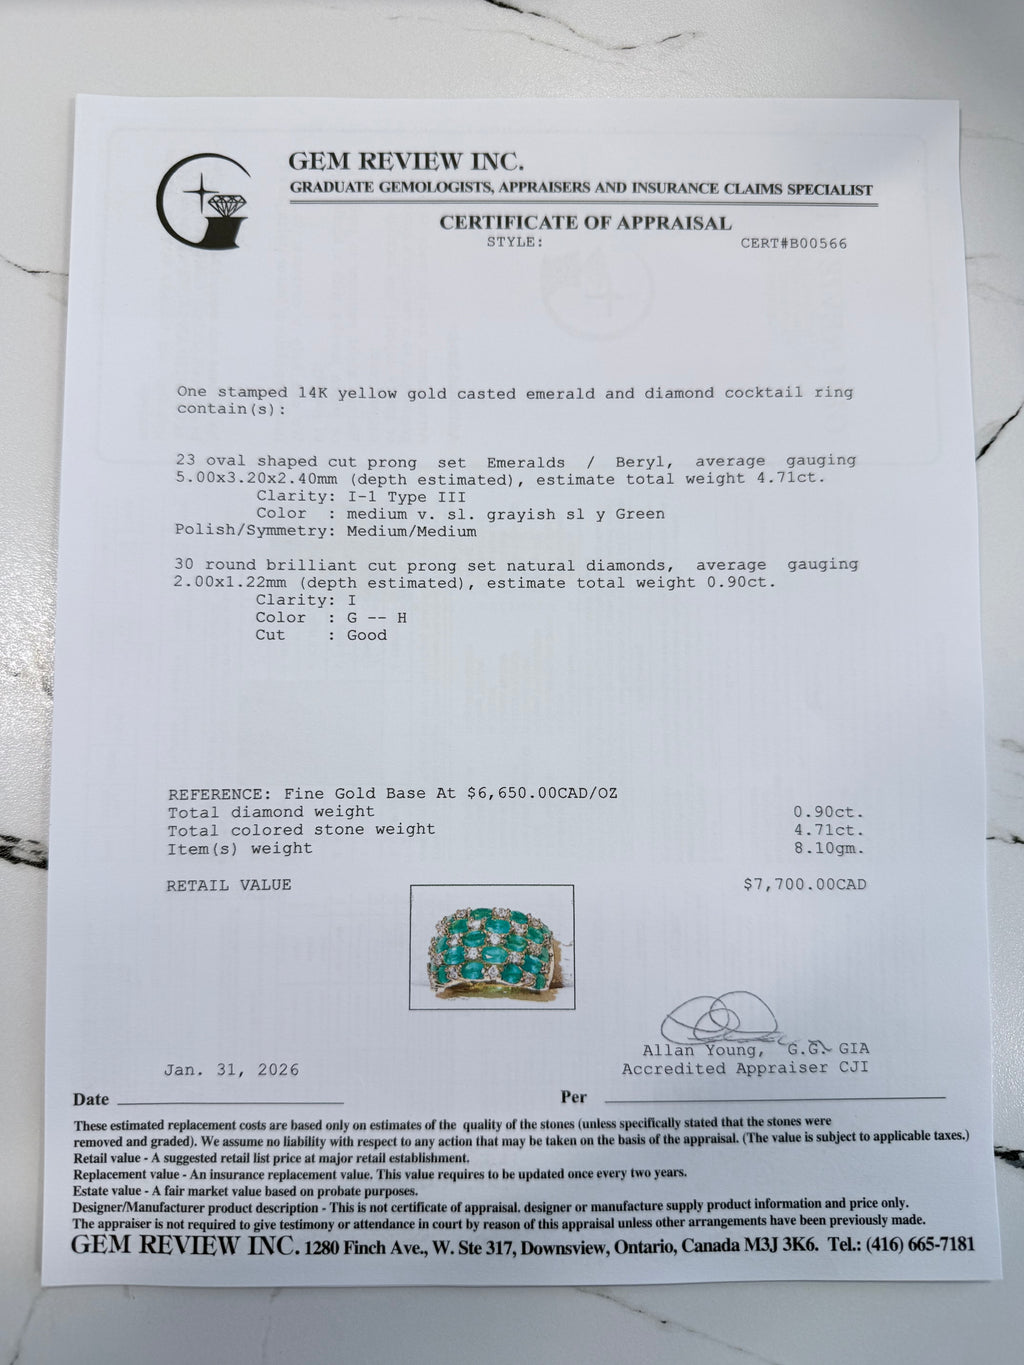 GEM REVIEW INC.
GRADUATE GEMOLOGISTS, APPRAISERS AND INSURANCE CLAIMS SPECIALIST
CERTIFICATE OF APPRAISAL
STYLE: CERT#B00566
One stamped 14K yellow gold casted emerald and diamond cocktail ring
contain(s):
23 oval shaped cut prong set Emeralds / Beryl, average gauging
5.00x3.20x2.40mm (depth estimated), estimate total weight 4.71ct.
Clarity: I-1 Type III
Color : medium v. sl. grayish sl y Green
Polish/Symmetry: Medium/Medium
30 round brilliant cut prong set natural diamonds, average gauging
2.00x1.22mm (depth estimated), estimate total weight 0.90ct.
Clarity: I
Color : G -- H
Cut : Good
REFERENCE: Fine Gold Base At $6,650.00CAD/OZ
Total diamond weight 0.90ct.
Total colored stone weight 4.71ct.
Item(s) weight 8.10gm.
RETAIL VALUE $7,700.00CAD
Allan Young, G.G. GIA
Jan. 31, 2026 Accredited Appraiser CJI
Date Per
These estimated replacement costs are based only on estimates of the quality of the stones (unless specifically stated that the stones were
removed and graded). We assume no liability with respect to any action that may be taken on the basis of the appraisal. (The value is subject to applicable taxes.)
Retail value - A suggested retail list price at major retail establishment.
Replacement value - An insurance replacement value. This value requires to be updated once every two years.
Estate value - A fair market value based on probate purposes.
Designer/Manufacturer product description - This is not certificate of appraisal. designer or manufacture supply product information and price only.
The appraiser is not required to give testimony or attendance in court by reason of this appraisal unless other arrangements have been previously made.
GEM REVIEW INC. 1280 Finch Ave., W. Ste 317, Downsview, Ontario, Canada M3J 3K6. Tel.: (416) 665-7181